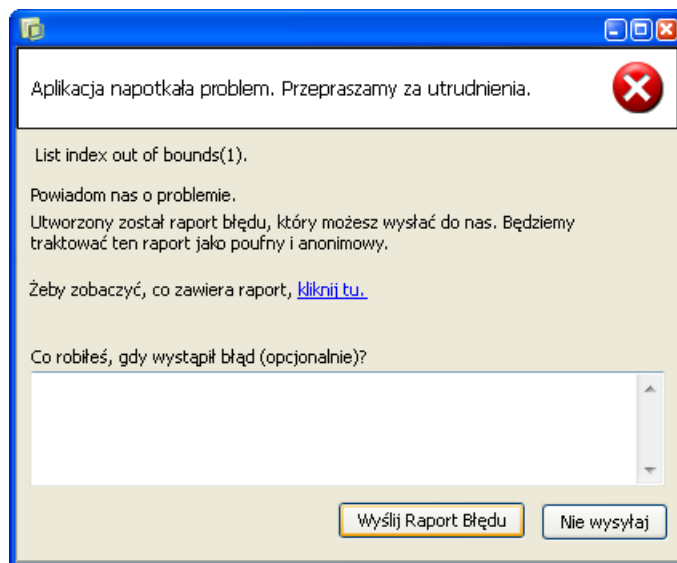 Aplikacja napotkała problem. Przepraszamy za utrudnienia.
List index out of bounds(1).
Powiadom nas o problemie.
Utworzony został raport błędu, który możesz wysłać do nas. Będziemy
traktować ten raport jako poufny i anonimowy.
Żeby zobaczyć, co zawiera raport, kliknij tu.
Co robiłeś, gdy wystąpił błąd (opcjonalnie)?
Wyślij Raport Błędu
Nie wysyłaj